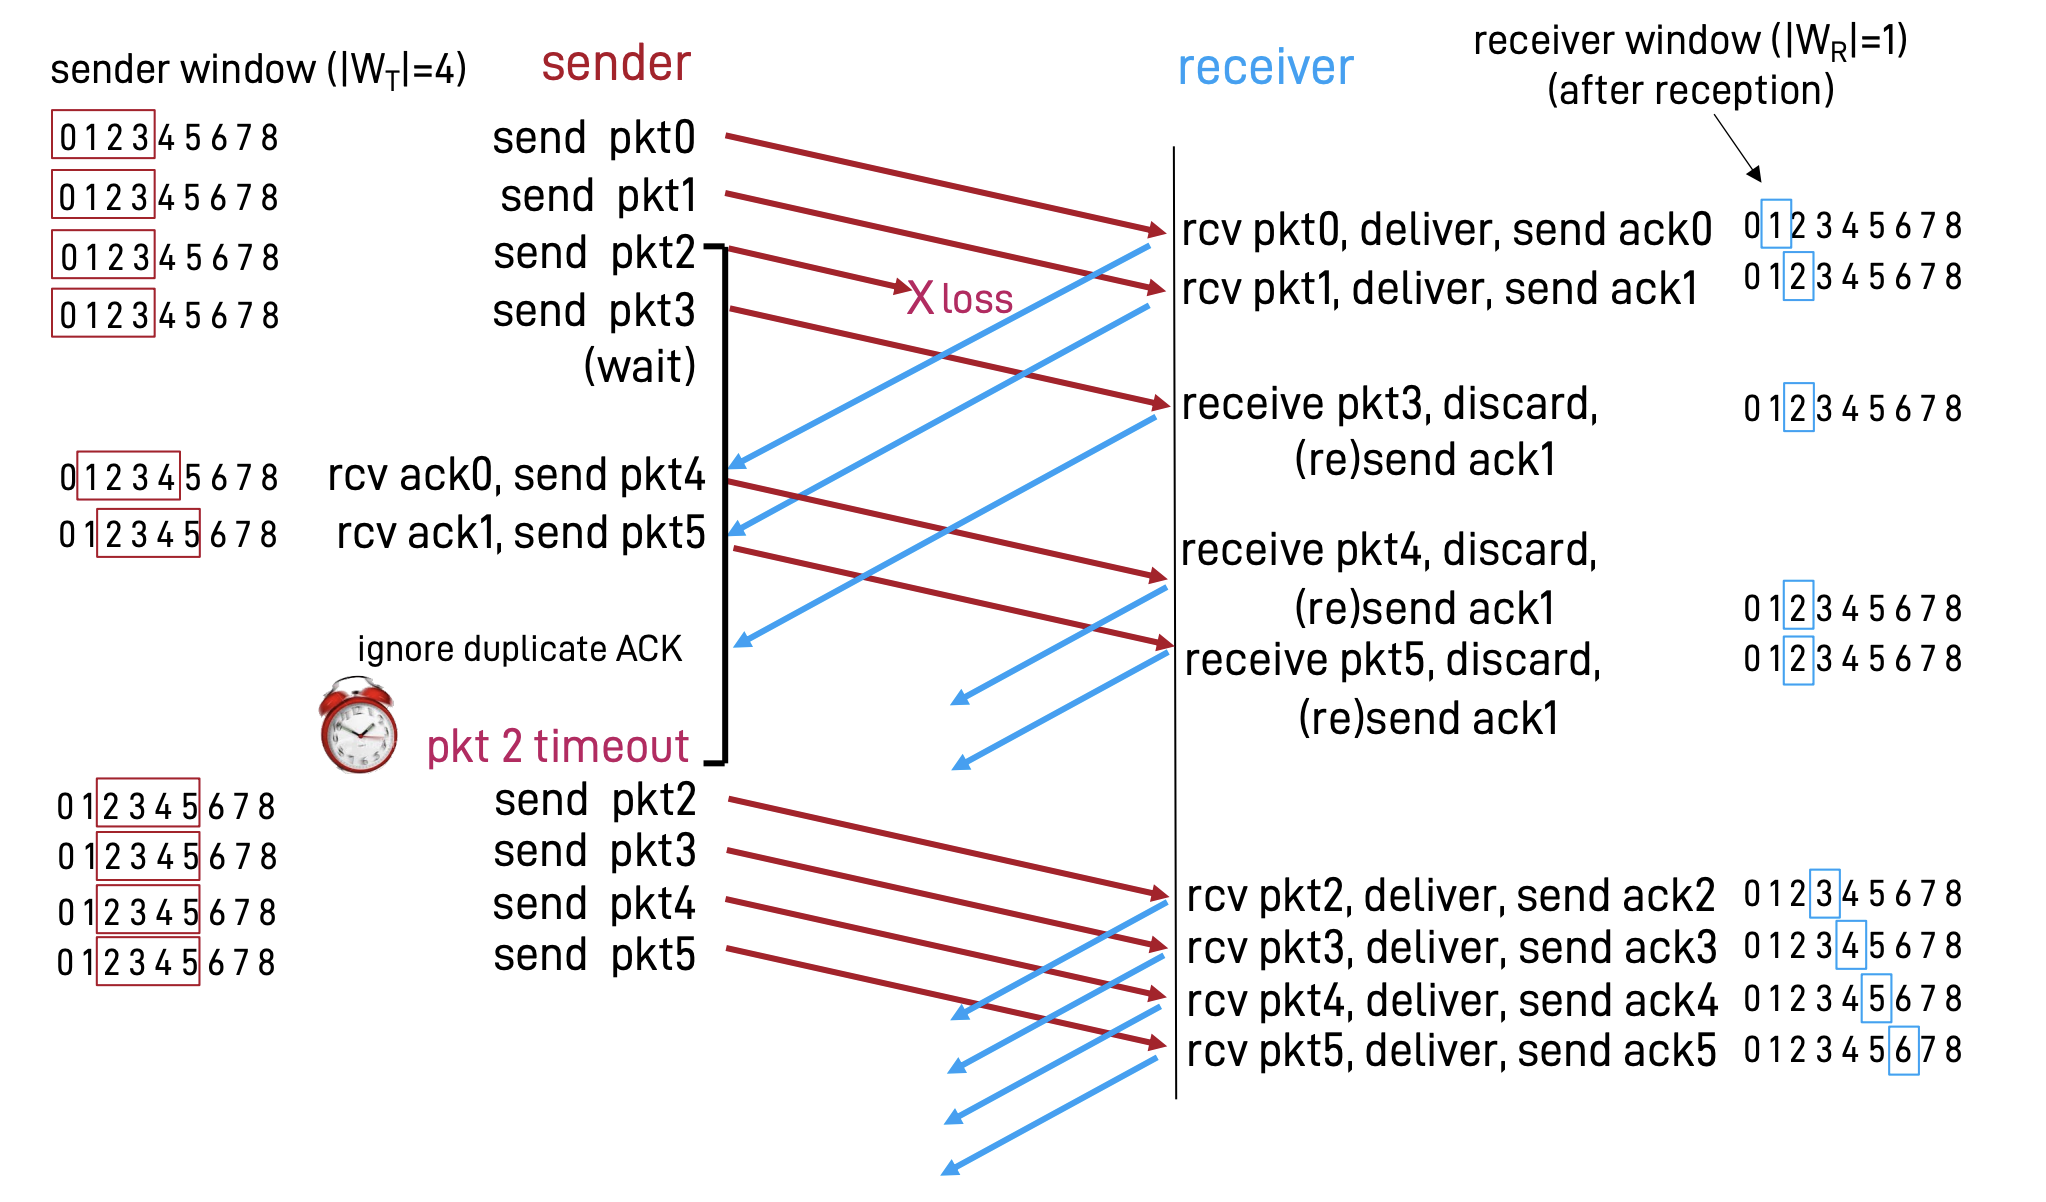 sender window (|WT|=4)
sender
receiver
receiver window (|WR|=1)
(after reception)
0 1 2 3 4 5 6 7 8
send pkt0
0 1 2 3 4 5 6 7 8
send pkt1
rcv pkt0, deliver, send ack0
0 1 2 3 4 5 6 7 8
0 1 2 3 4 5 6 7 8
send pkt2
X loss
rcv pkt1, deliver, send ack1
0 1 2 3 4 5 6 7 8
0 1 2 3 4 5 6 7 8
send pkt3
(wait)
receive pkt3, discard,
(re)send ack1
0 1 2 3 4 5 6 7 8
0 1 2 3 4 5 6 7 8
rcv ack0, send pkt4
0 1 2 3 4 5 6 7 8
rcv ack1, send pkt5
receive pkt4, discard,
(re)send ack1
0 1 2 3 4 5 6 7 8
ignore duplicate ACK
receive pkt5, discard,
(re)send ack1
0 1 2 3 4 5 6 7 8
pkt 2 timeout
0 1 2 3 4 5 6 7 8
send pkt2
0 1 2 3 4 5 6 7 8
send pkt3
0 1 2 3 4 5 6 7 8
send pkt4
0 1 2 3 4 5 6 7 8
send pkt5
rcv pkt2, deliver, send ack2
0 1 2 3 4 5 6 7 8
rcv pkt3, deliver, send ack3
0 1 2 3 4 5 6 7 8
rcv pkt4, deliver, send ack4
0 1 2 3 4 5 6 7 8
rcv pkt5, deliver, send ack5
0 1 2 3 4 5 6 7 8